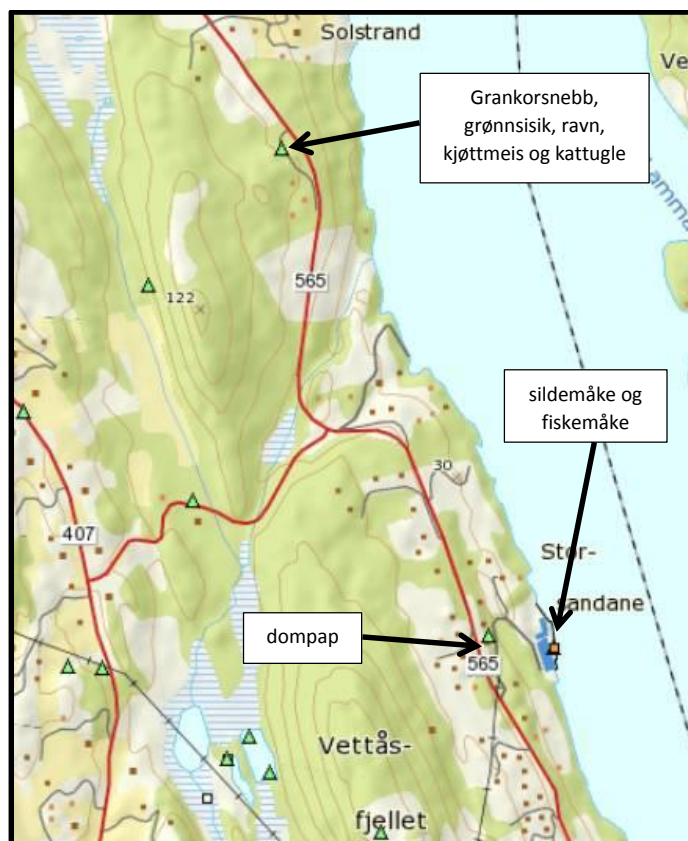 Solstrand
Ve
Grankorsnebb,
grønnsisik, ravn,
kjøttmeis og kattugle
565
122
sildemåke og
fiskemåke
30
407
Stor-
sandane
dompap
565
Vettås-
fjellet